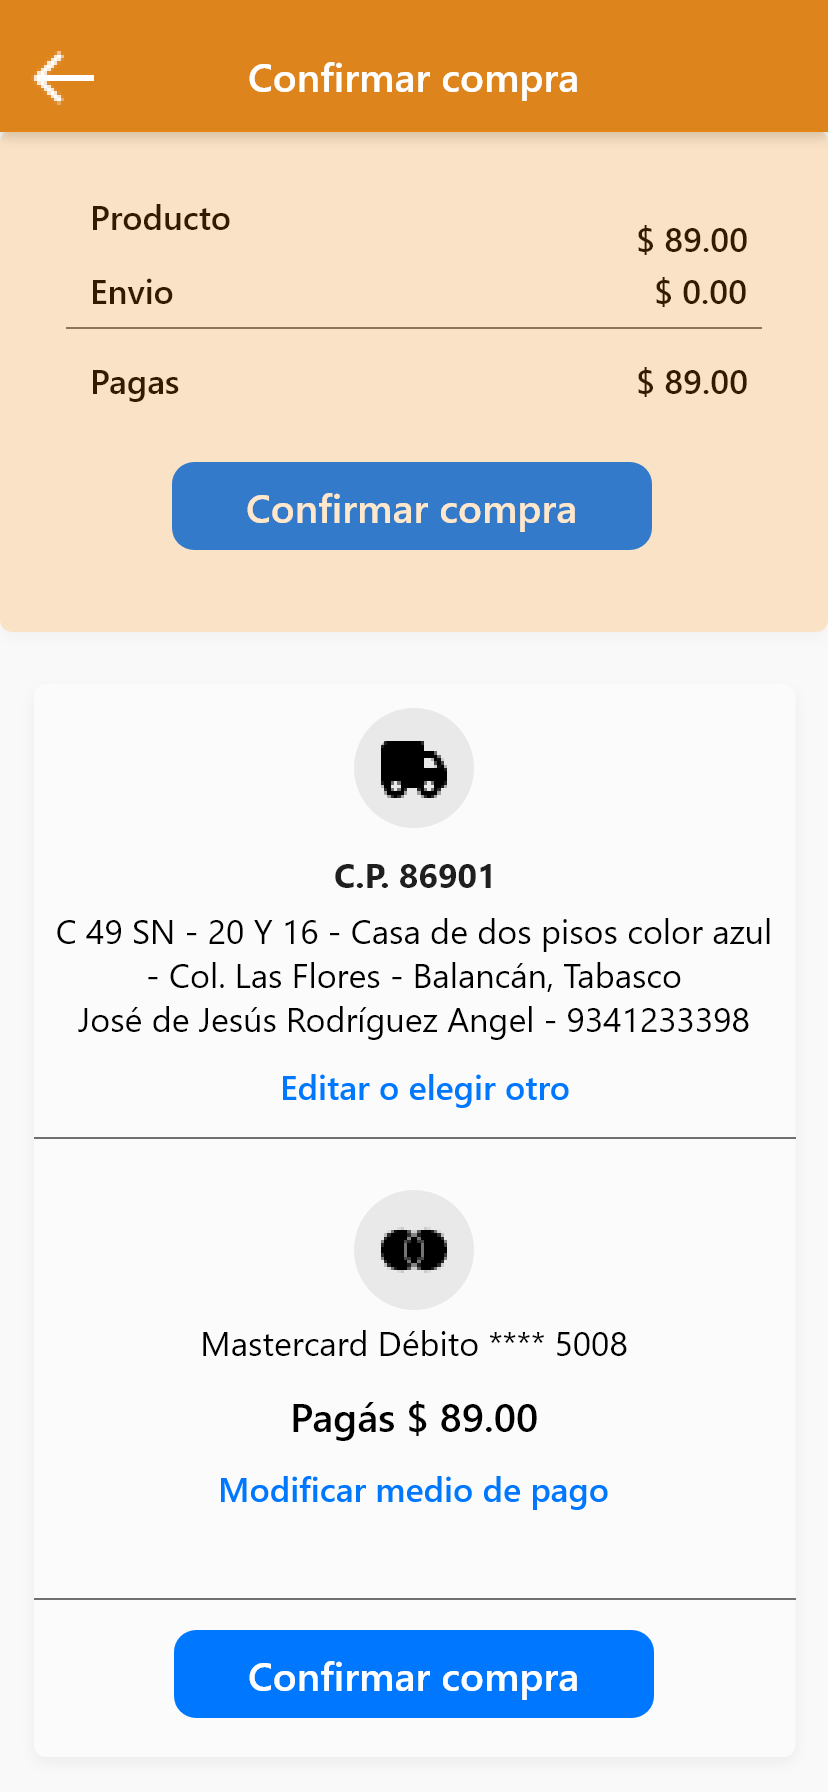 Confirmar compra
Producto
$ 89.00
Envio
$ 0.00
Pagas
$ 89.00
Confirmar compra
C.P. 86901
C 49 SN - 20 Y 16 - Casa de dos pisos color azul
- Col. Las Flores - Balancán, Tabasco
José de Jesús Rodríguez Angel - 9341233398
Editar o elegir otro
Mastercard Débito **** 5008
Pagás $ 89.00
Modificar medio de pago
Confirmar compra